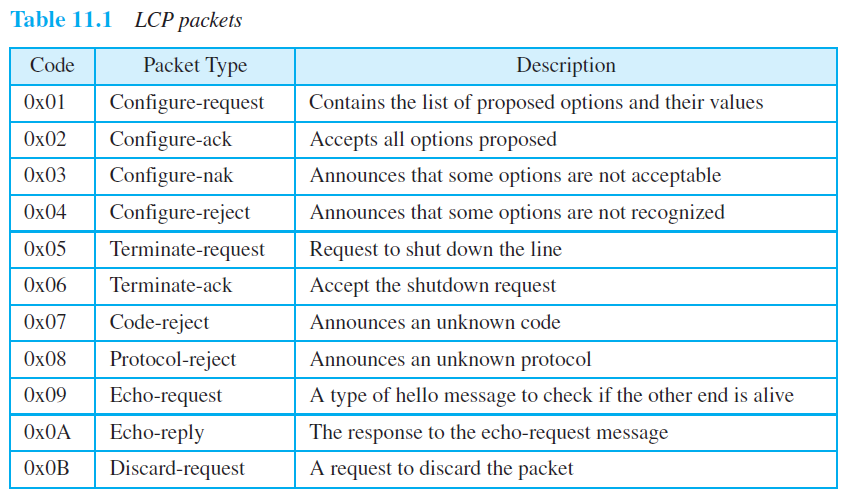 Table 11.1 LCP packets
Code Packet Type Description
0x01 Configure-request Contains the list of proposed options and their values
0x02 Configure-ack Accepts all options proposed
0x03 Configure-nak Announces that some options are not acceptable
0x04 Configure-reject Announces that some options are not recognized
0x05 Terminate-request Request to shut down the line
0x06 Terminate-ack Accept the shutdown request
0x07 Code-reject Announces an unknown code
0x08 Protocol-reject Announces an unknown protocol
0x09 Echo-request A type of hello message to check if the other end is alive
0x0A Echo-reply The response to the echo-request message
0x0B Discard-request A request to discard the packet